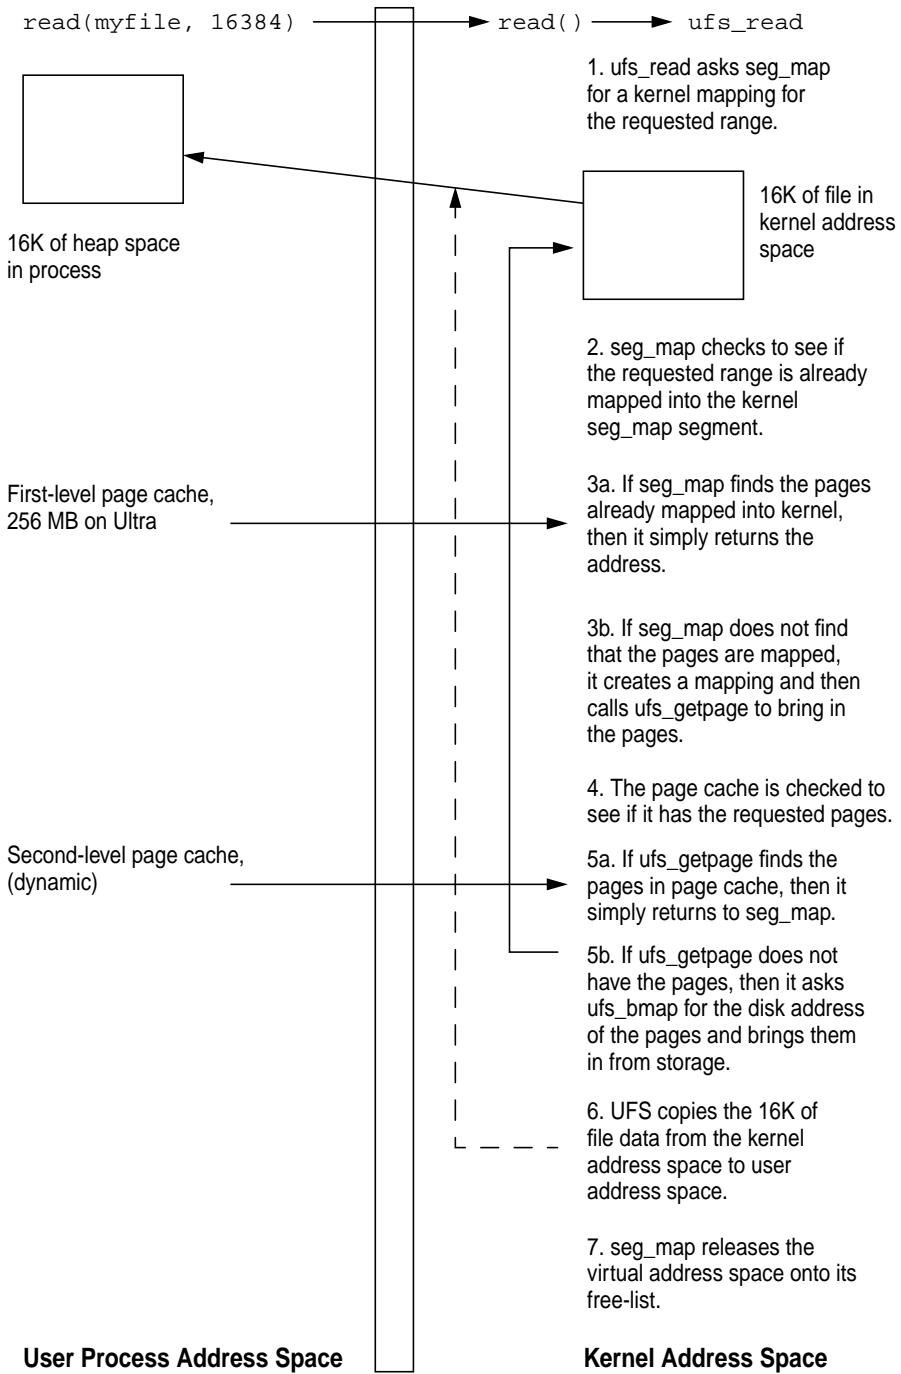 read(myfile, 16384) read() ufs_read
1. ufs_read asks seg_map
for a kernel mapping for
the requested range.
16K of file in
kernel address
space
16K of heap space
in process
2. seg_map checks to see if
the requested range is already
mapped into the kernel
seg_map segment.
First-level page cache,
256 MB on Ultra
3a. If seg_map finds the pages
already mapped into kernel,
then it simply returns the
address.
3b. If seg_map does not find
that the pages are mapped,
it creates a mapping and then
calls ufs_getpage to bring in
the pages.
4. The page cache is checked to
see if it has the requested pages.
Second-level page cache,
(dynamic)
5a. If ufs_getpage finds the
pages in page cache, then it
simply returns to seg_map.
5b. If ufs_getpage does not
have the pages, then it asks
ufs_bmap for the disk address
of the pages and brings them
in from storage.
6. UFS copies the 16K of
file data from the kernel
address space to user
address space.
7. seg_map releases the
virtual address space onto its
free-list.
User Process Address Space
Kernel Address Space